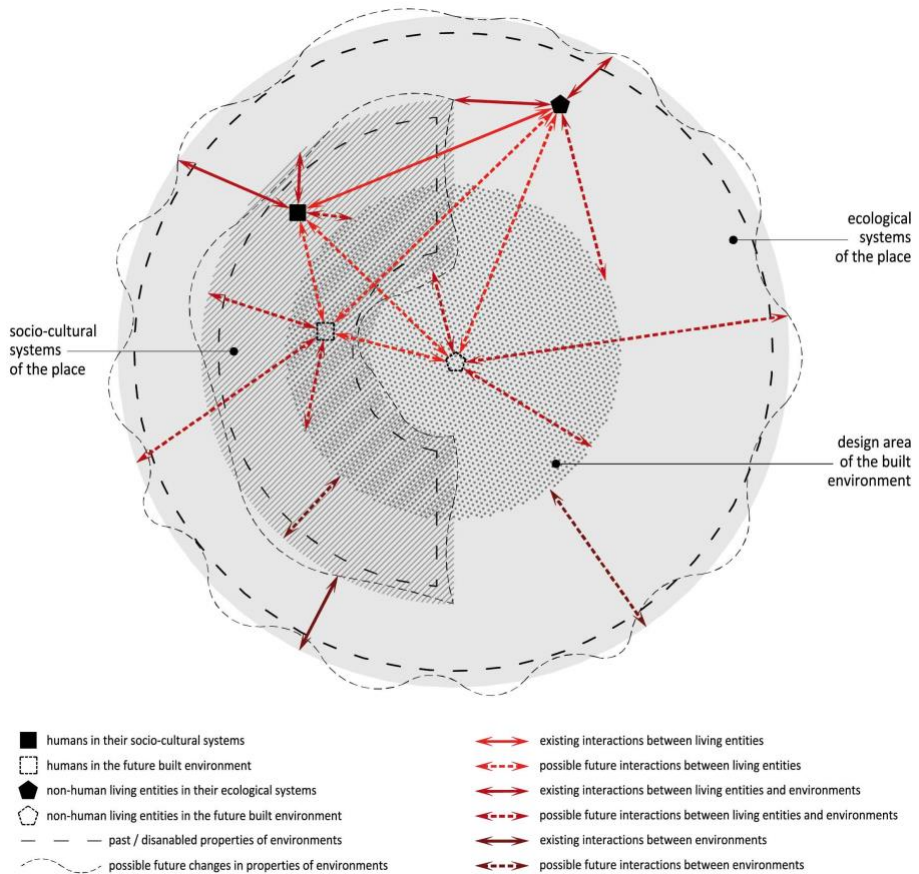 ecological
systems
of the place
socio-cultural
systems
of the place
design area
of the built
environment
humans in their socio-cultural systems
humans in the future built environment
non-human living entities in their ecological systems
non-human living entities in the future built environment
past / disanabled properties of environments
possible future changes in properties of environments
existing interactions between living entities
possible future interactions between living entities
existing interactions between living entities and environments
possible future interactions between living entities and environments
existing interactions between environments
possible future interactions between environments